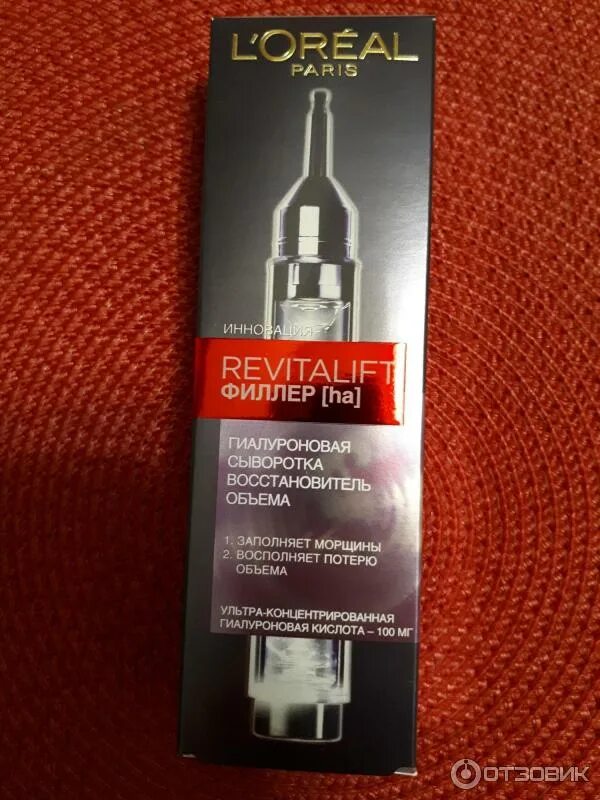 L'ORÉAL
PARIS
ИННОВАЦИЯ
REVITALIFT
ФИЛЛЕР [ha]
ГИАЛУРОНОВАЯ
СЫВОРОТКА
ВОССТАНОВИТЕЛЬ
ОБЪЕМА
1. ЗАПОЛНЯЕТ МОРЩИНЫ
2. ВОСПОЛНЯЕТ ПОТЕРЮ
ОБЪЕМА
УЛЬТРА-КОНЦЕНТРИРОВАННАЯ
ГИАЛУРОНОВАЯ КИСЛОТА – 100 МГ
ОТЗОВИК